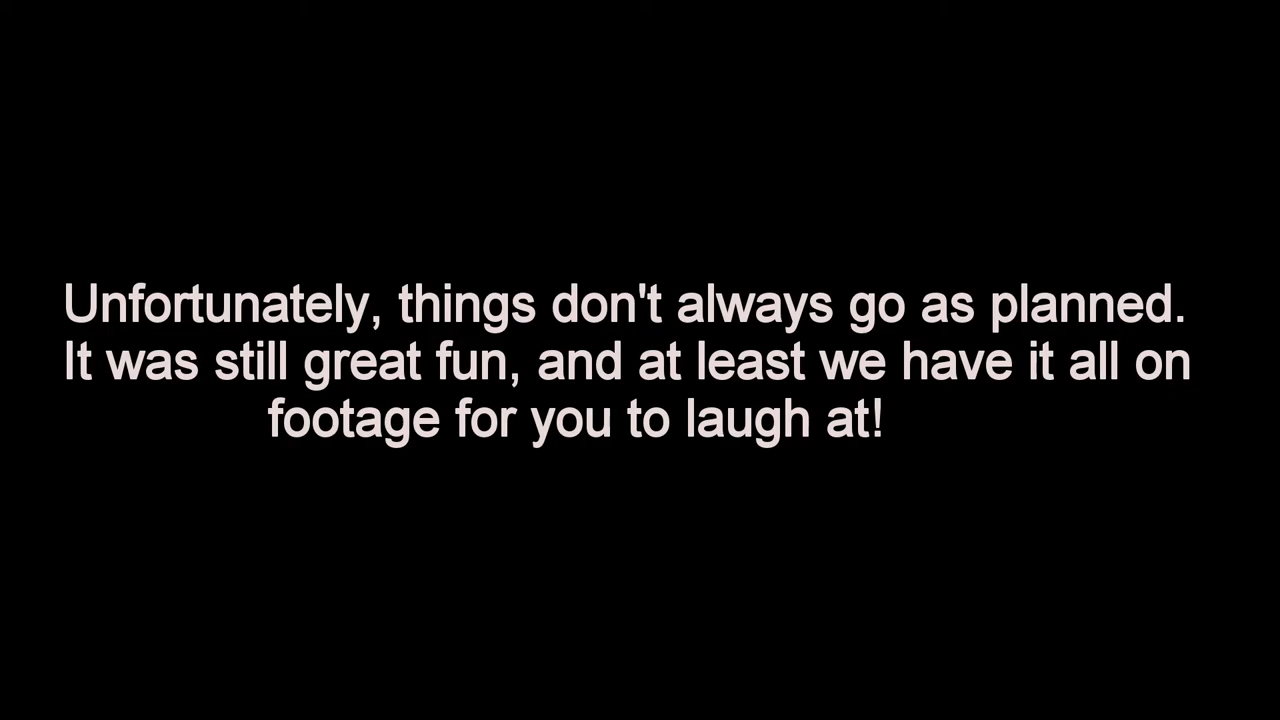 Unfortunately, things don't always go as planned.
It was still great fun, and at least we have it all on
footage for you to laugh at!